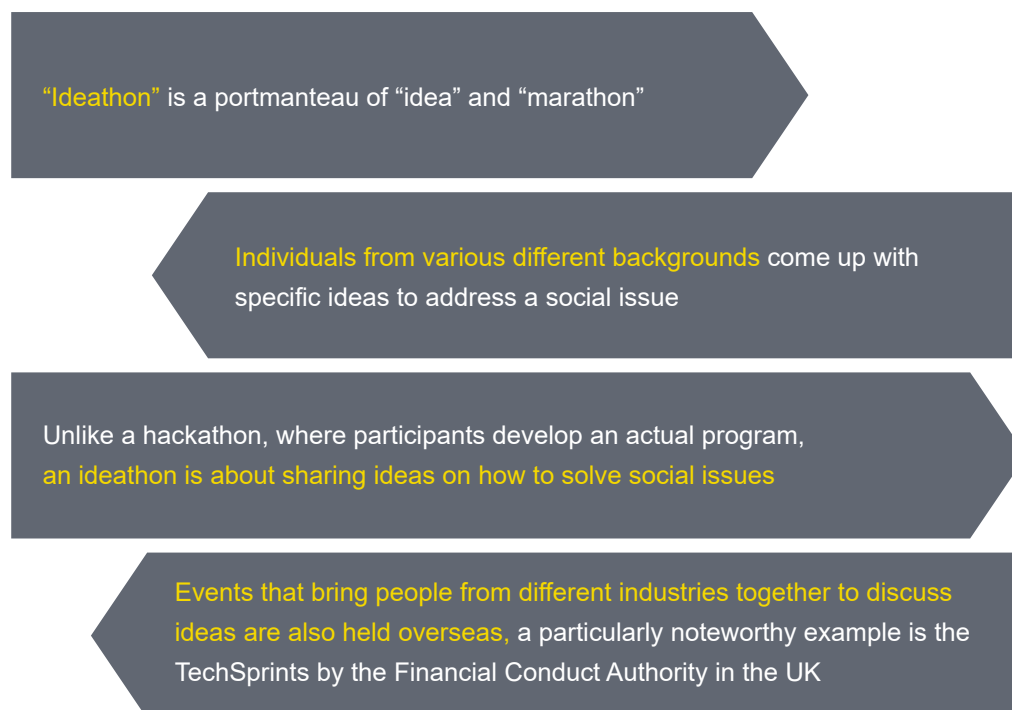 “Ideathon” is a portmanteau of “idea” and “marathon”
Individuals from various different backgrounds come up with
specific ideas to address a social issue
Unlike a hackathon, where participants develop an actual program,
an ideathon is about sharing ideas on how to solve social issues
Events that bring people from different industries together to discuss
ideas are also held overseas, a particularly noteworthy example is the
TechSprints by the Financial Conduct Authority in the UK